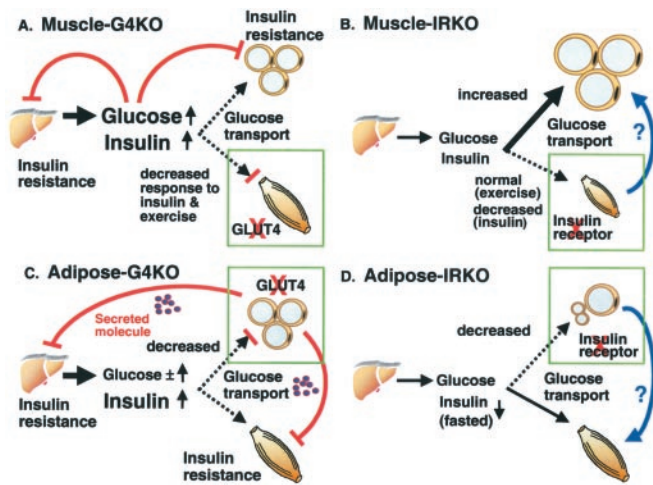 A. Muscle-G4KO
Insulin
resistance
Glucose ↑
Insulin ↑
Glucose
transport
Insulin
resistance
decreased
response to
insulin &
exercise
GLUT4
X
B. Muscle-IRKO
increased
Glucose
Insulin
Glucose
transport
?
normal
(exercise)
decreased
(insulin)
Insulin
receptor
X
C. Adipose-G4KO
GLUT4
X
Secreted
molecule
decreased
Glucose ± ↑
Insulin ↑
Glucose
transport
Insulin
resistance
Insulin
resistance
D. Adipose-IRKO
decreased
Insulin
receptor
X
Glucose
Insulin ↓
(fasted)
Glucose
transport
?